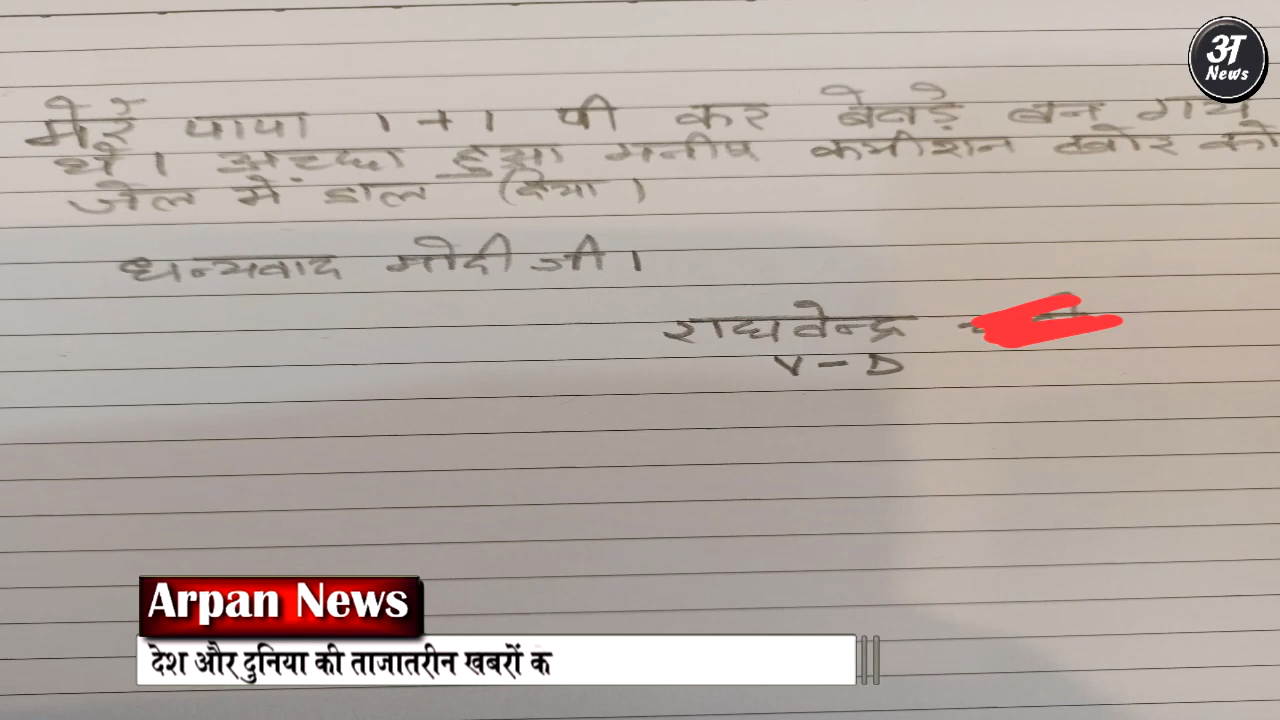 अ
News
मेरे पापा 1+1 पी कर बेवड़े बन गये
थे। अच्छा हुआ मनीष कमीशन खोर को
जेल में डाल दिया।
धन्यवाद मोदी जी।
राघवेन्द्र
V-D
Arpan News
देश और दुनिया की ताजातरीन खबरों क